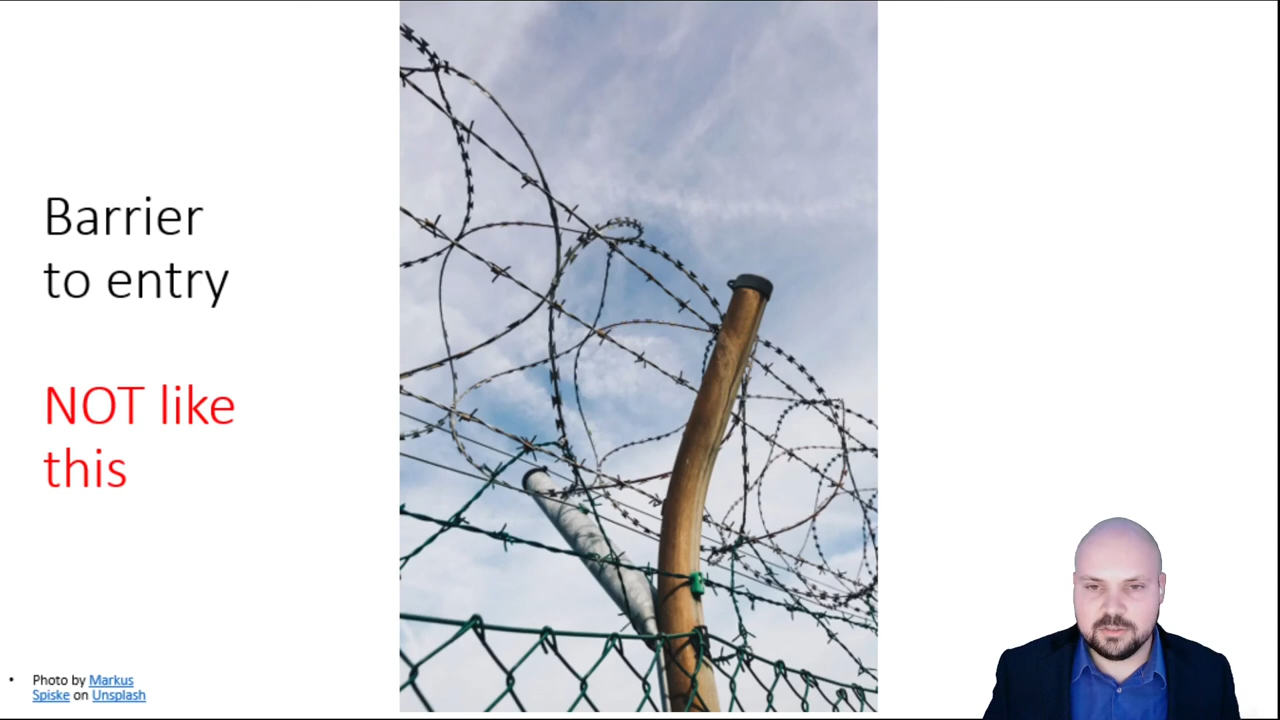 Barrier
to entry
NOT like
this
• Photo by Markus
Spiske on Unsplash